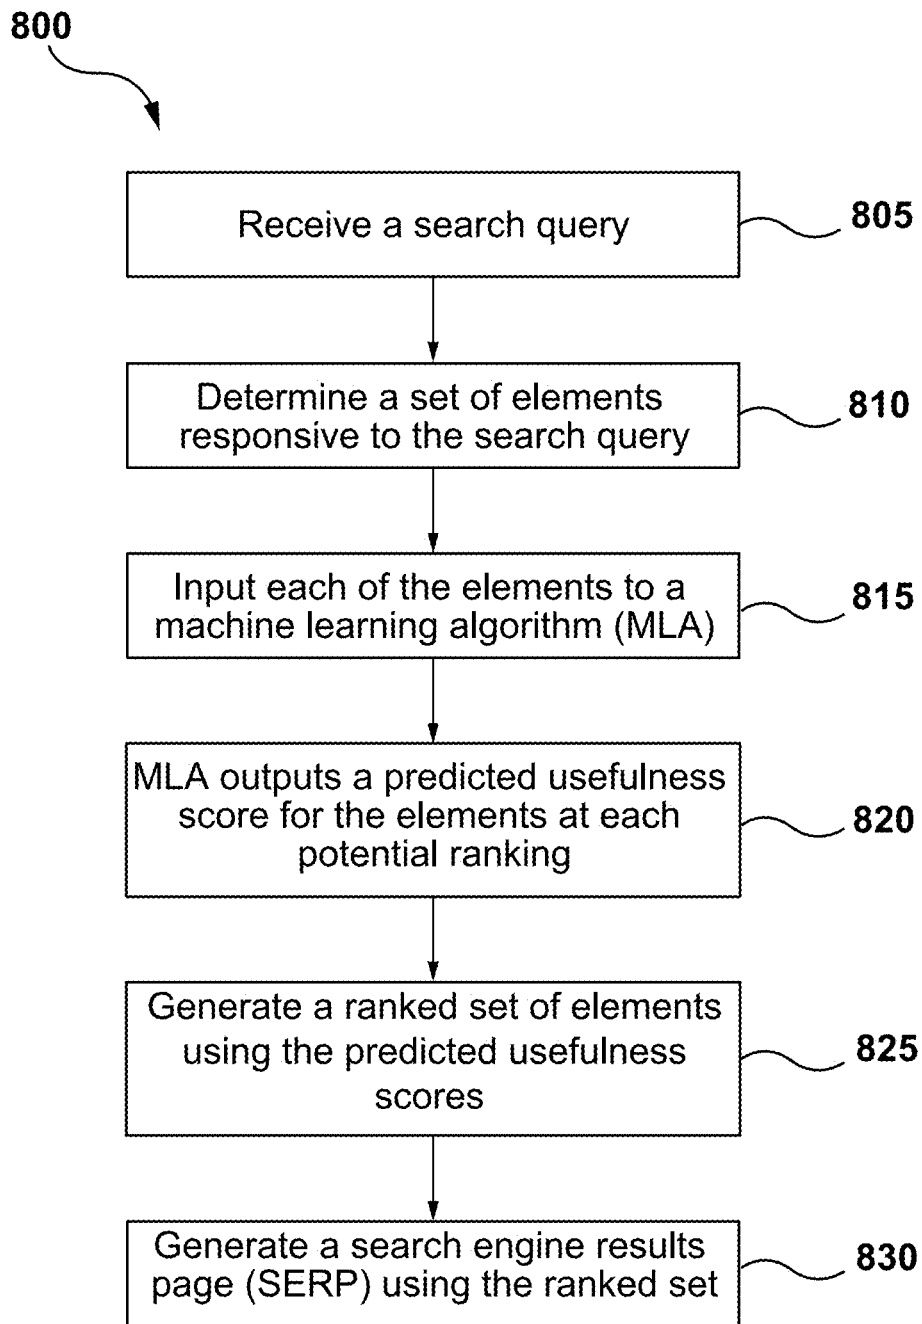 800
Receive a search query
805
Determine a set of elements
responsive to the search query
810
Input each of the elements to a
machine learning algorithm (MLA)
815
MLA outputs a predicted usefulness
score for the elements at each
potential ranking
820
Generate a ranked set of elements
using the predicted usefulness
scores
825
Generate a search engine results
page (SERP) using the ranked set
830